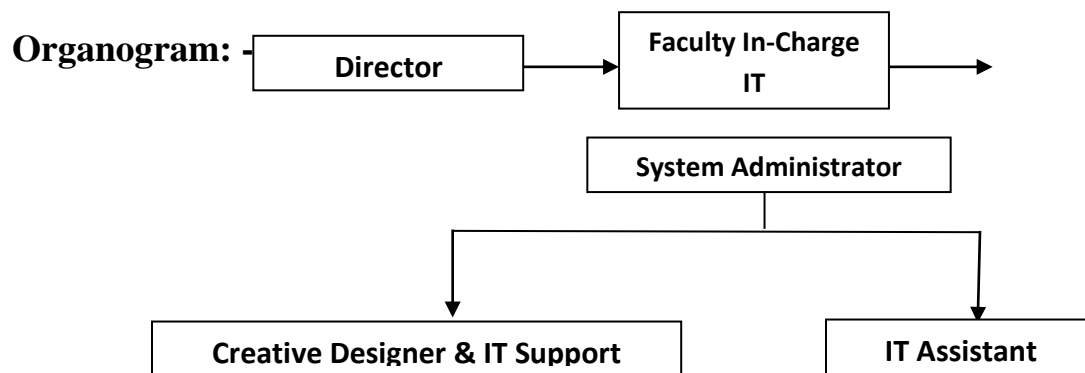 Organogram: -
Director
Faculty In-Charge
IT
System Administrator
Creative Designer & IT Support
IT Assistant